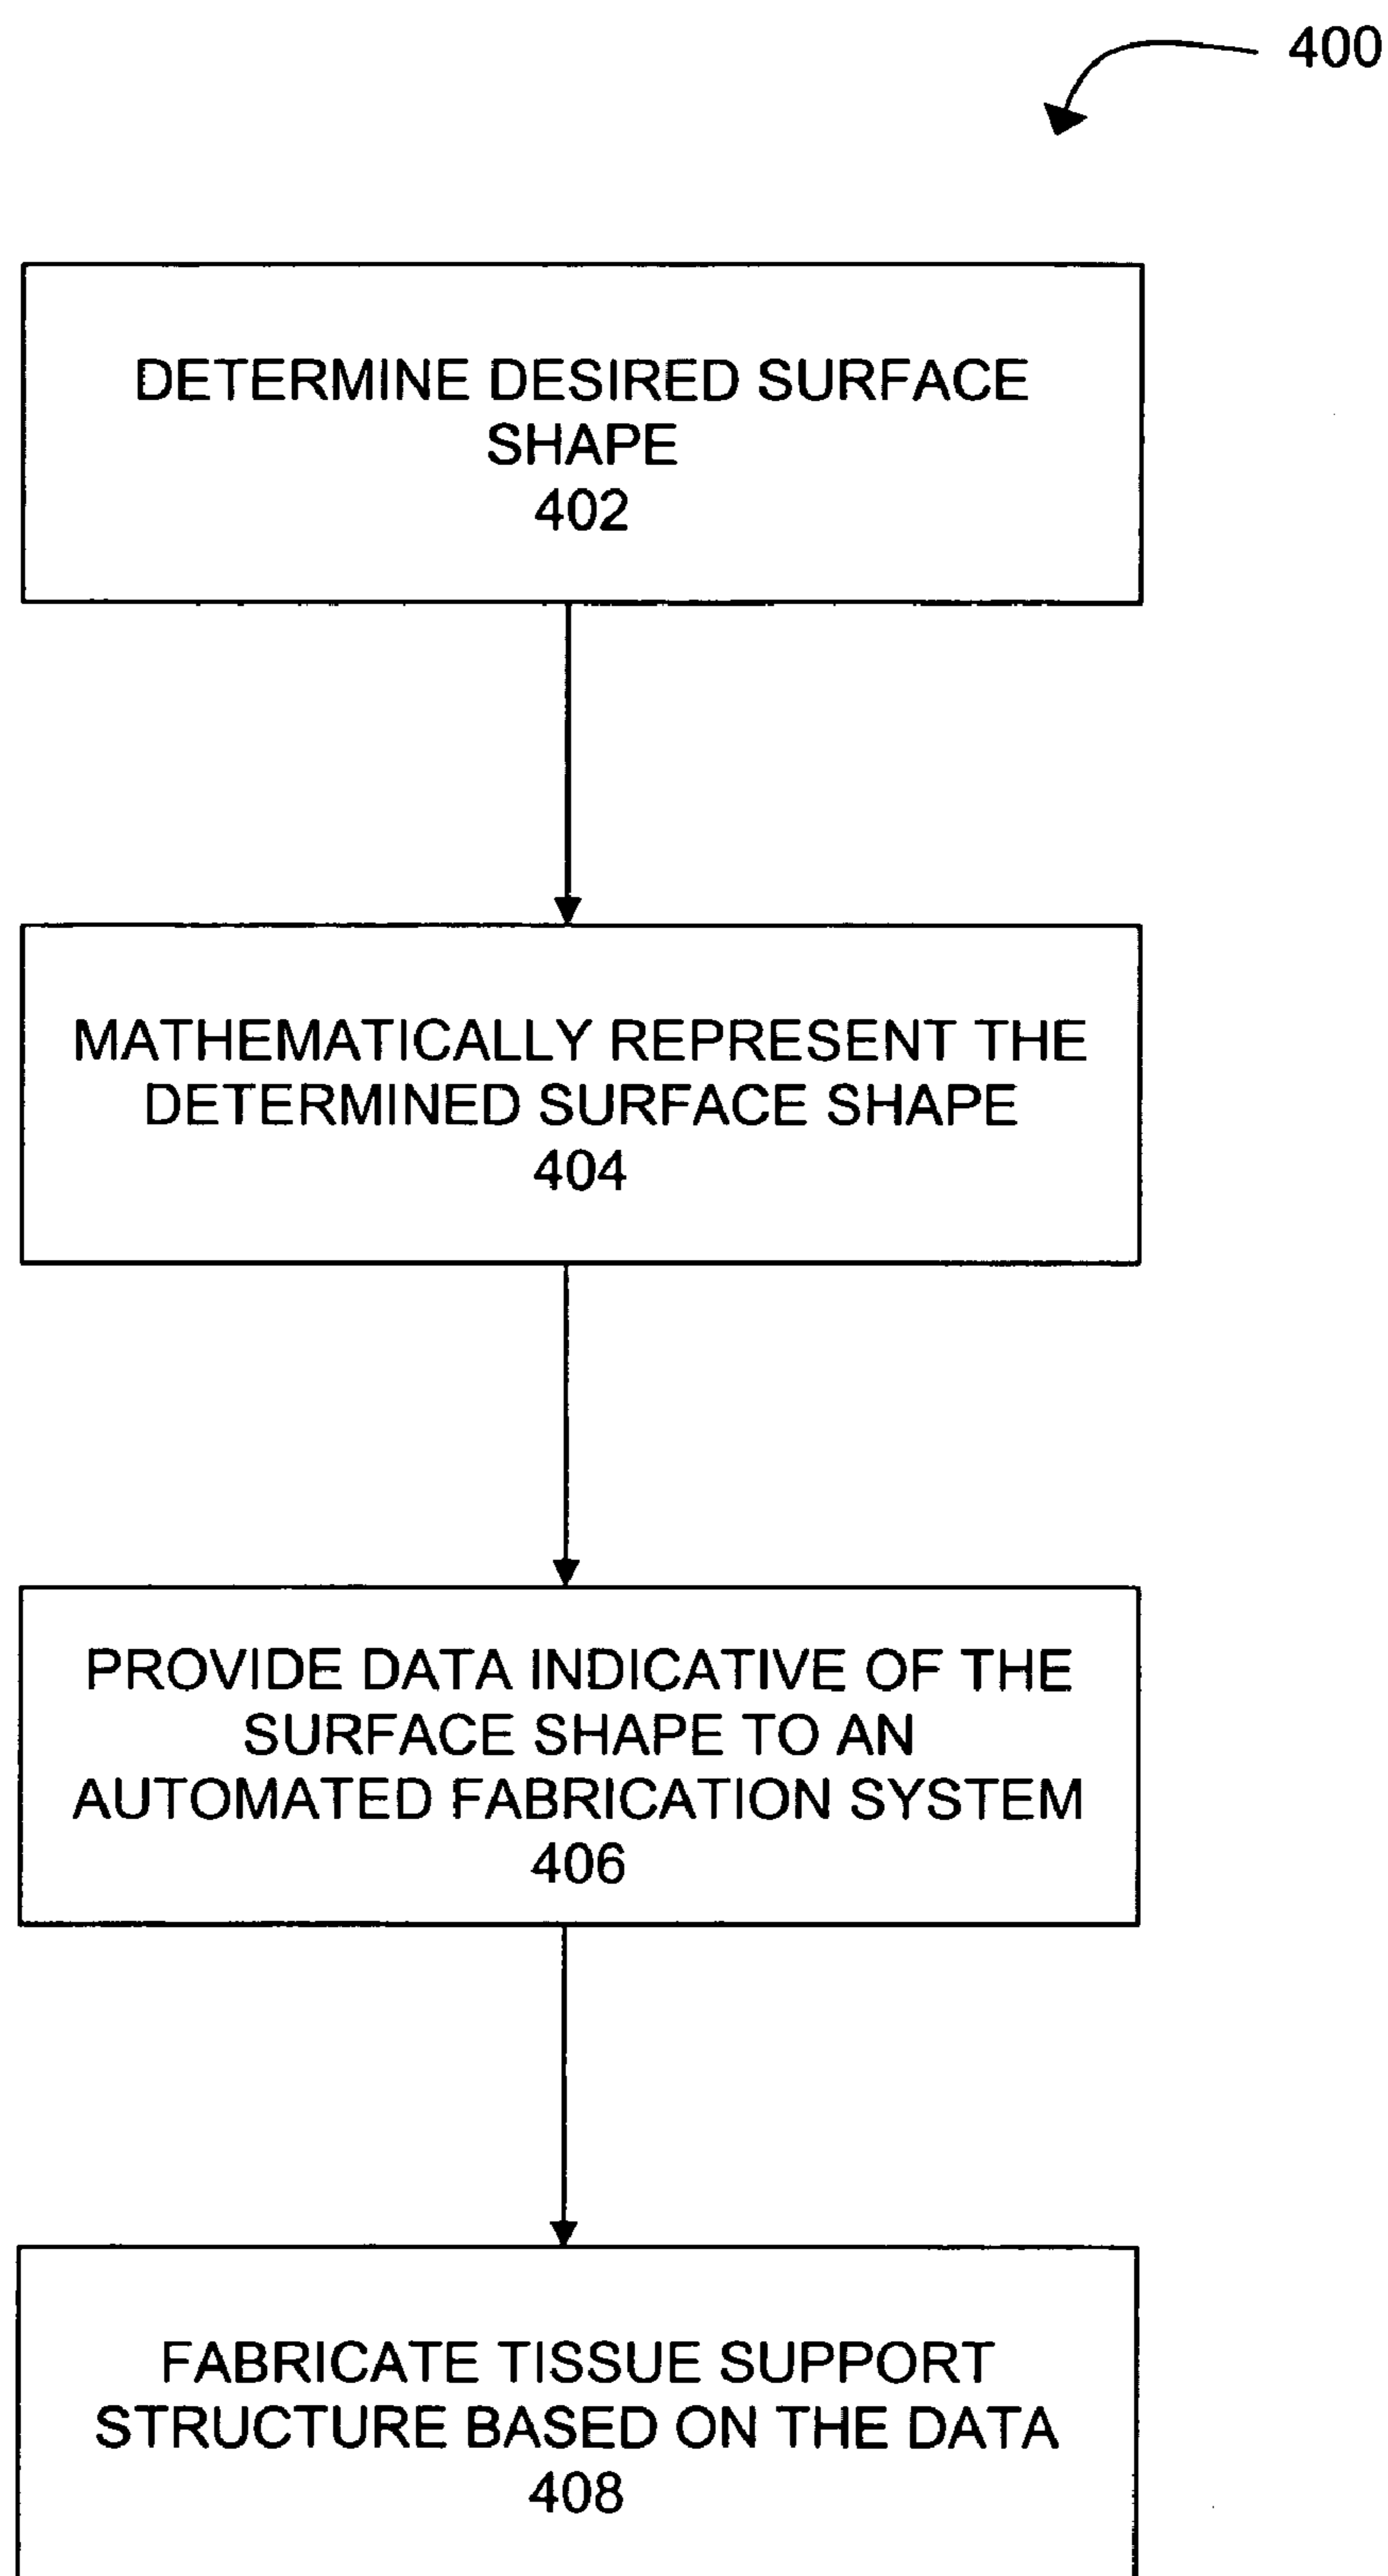 400
DETERMINE DESIRED SURFACE
SHAPE
402
MATHEMATICALLY REPRESENT THE
DETERMINED SURFACE SHAPE
404
PROVIDE DATA INDICATIVE OF THE
SURFACE SHAPE TO AN
AUTOMATED FABRICATION SYSTEM
406
FABRICATE TISSUE SUPPORT
STRUCTURE BASED ON THE DATA
408